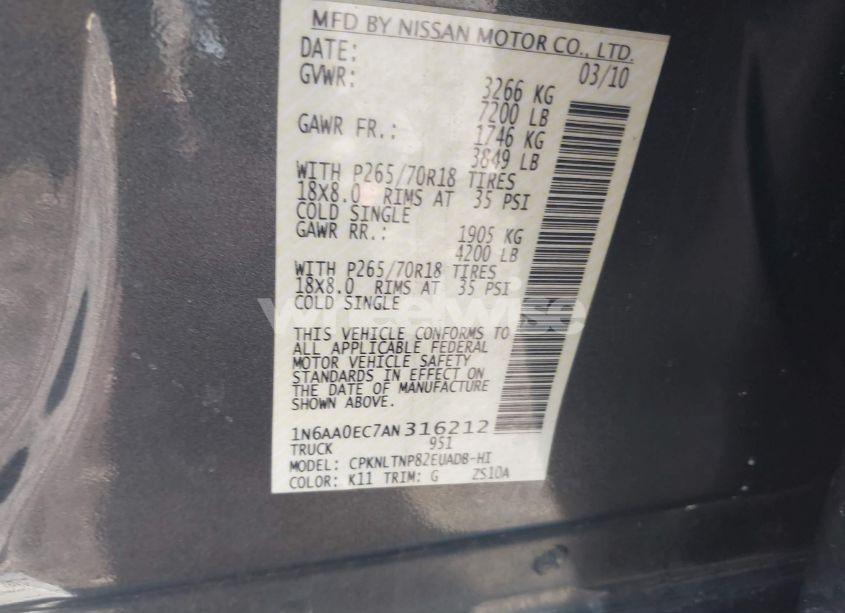 MFD BY NISSAN MOTOR CO., LTD.
DATE: 03/10
GVWR: 3266 KG
7200 LB
GAWR FR.: 1746 KG
3849 LB
WITH P265/70R18 TIRES
18X8.0 RIMS AT 35 PSI
COLD SINGLE
GAWR RR.: 1905 KG
4200 LB
WITH P265/70R18 TIRES
18X8.0 RIMS AT 35 PSI
COLD SINGLE
wheelwise
THIS VEHICLE CONFORMS TO
ALL APPLICABLE FEDERAL
MOTOR VEHICLE SAFETY
STANDARDS IN EFFECT ON
THE DATE OF MANUFACTURE
SHOWN ABOVE.
1N6AA0EC7AN316212
TRUCK 951
MODEL: CPKNLTNP82EUADB-HI
COLOR: K11 TRIM: G ZS10A